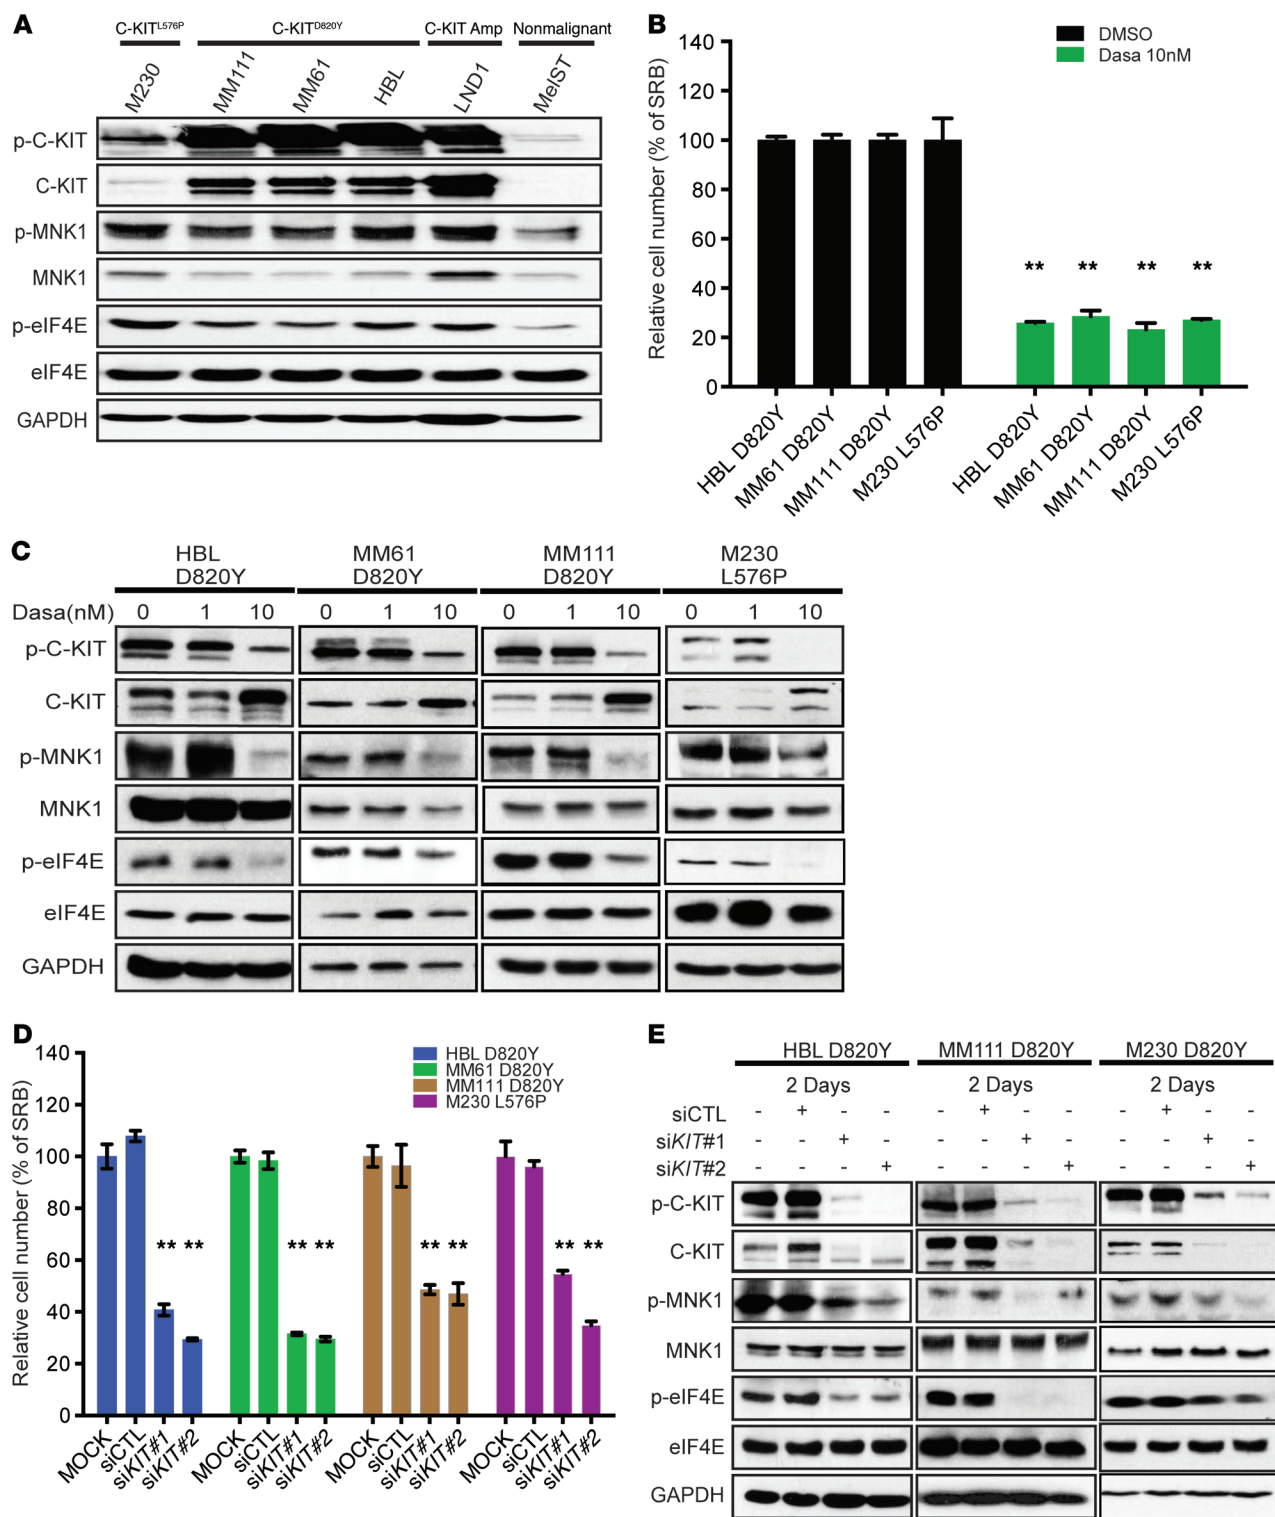 A
C-KITL576P C-KITD820Y C-KIT Amp Nonmalignant
M230 MM111 MM61 HBL LND1 MelST
p-C-KIT
C-KIT
p-MNK1
MNK1
p-eIF4E
eIF4E
GAPDH
B
DMSO
Dasa 10nM
Relative cell number (% of SRB)
140
120
100
80
60
40
20
0
** ** ** **
HBL D820Y MM61 D820Y MM111 D820Y M230 L576P HBL D820Y MM61 D820Y MM111 D820Y M230 L576P
C
HBL MM61 MM111 M230
D820Y D820Y D820Y L576P
Dasa(nM) 0 1 10 0 1 10 0 1 10 0 1 10
p-C-KIT
C-KIT
p-MNK1
MNK1
p-eIF4E
eIF4E
GAPDH
D
HBL D820Y
MM61 D820Y
MM111 D820Y
M230 L576P
Relative cell number (% of SRB)
140
120
100
80
60
40
20
0
** ** ** ** ** ** ** **
MOCK siCTL siKIT#1 siKIT#2 MOCK siCTL siKIT#1 siKIT#2 MOCK siCTL siKIT#1 siKIT#2 MOCK siCTL siKIT#1 siKIT#2
E
HBL D820Y MM111 D820Y M230 D820Y
2 Days 2 Days 2 Days
siCTL - + - - - + - - - + - -
siKIT#1 - - + - - - + - - - + -
siKIT#2 - - - + - - - + - - - +
p-C-KIT
C-KIT
p-MNK1
MNK1
p-eIF4E
eIF4E
GAPDH